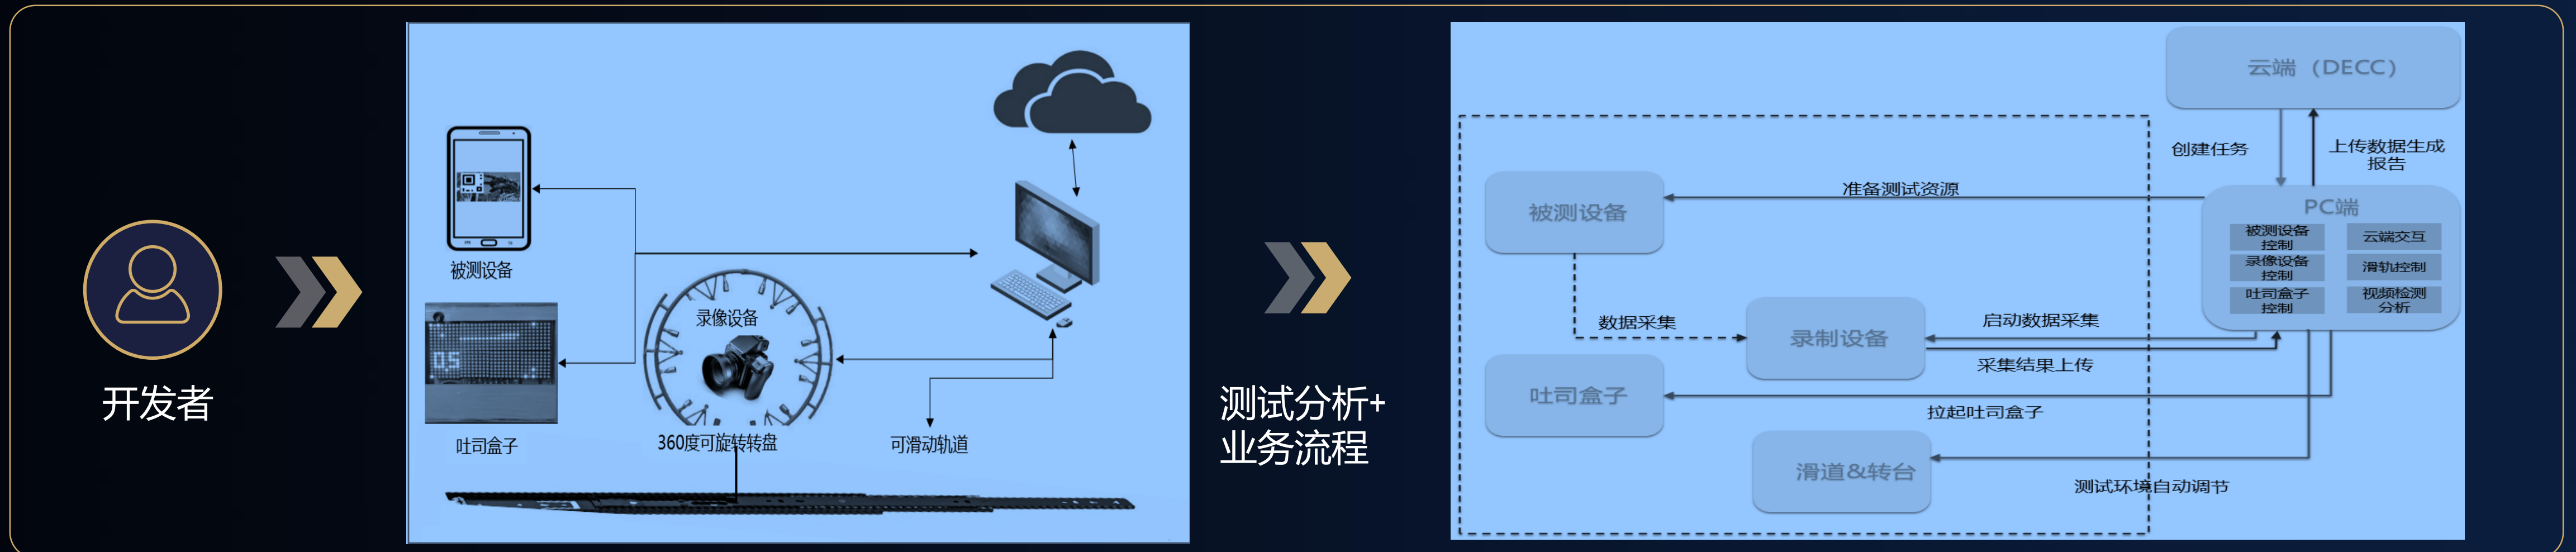 开发者
被测设备
05
吐司盒子
录像设备
360度可旋转转盘
可滑动轨道
测试分析+
业务流程
云端（DECC）
创建任务
上传数据生成
报告
准备测试资源
被测设备
PC端
被测设备
控制
云端交互
录像设备
控制
滑轨控制
吐司盒子
控制
视频检测
分析
数据采集
录制设备
启动数据采集
采集结果上传
吐司盒子
拉起吐司盒子
滑道&转台
测试环境自动调节